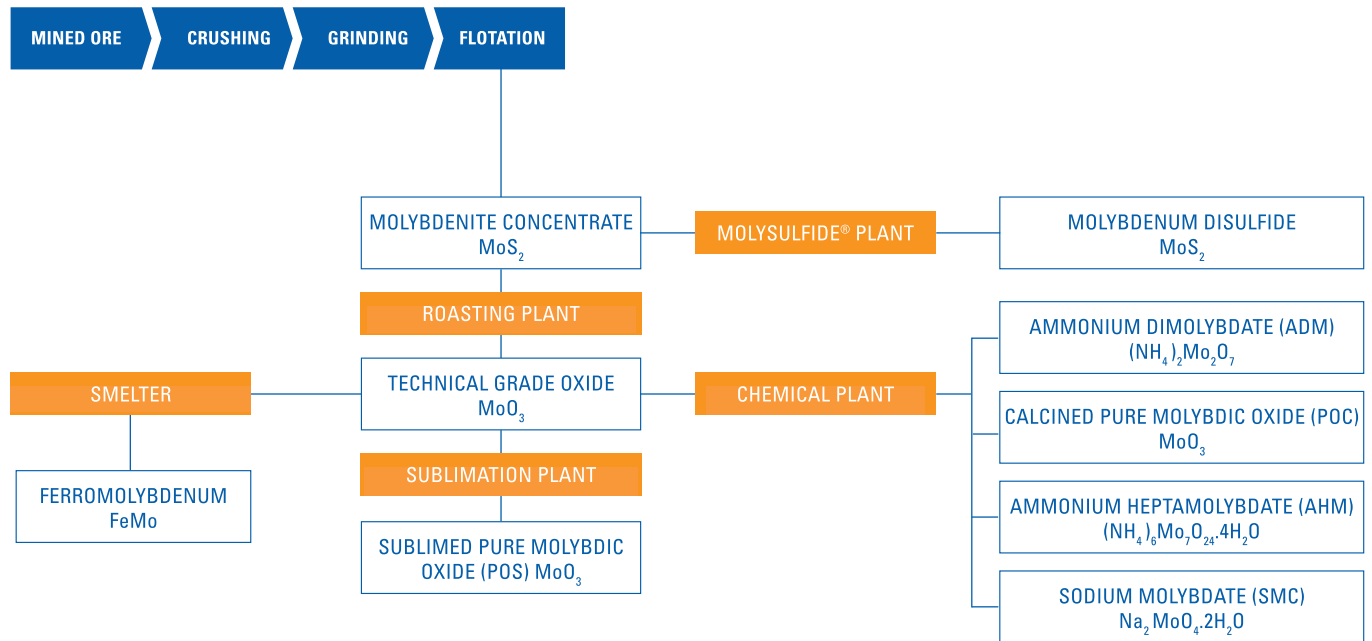 MINED ORE
CRUSHING
GRINDING
FLOTATION
MOLYBDENITE CONCENTRATE
MoS₂
MOLYSULFIDE® PLANT
MOLYBDENUM DISULFIDE
MoS₂
ROASTING PLANT
SMELTER
TECHNICAL GRADE OXIDE
MoO₃
CHEMICAL PLANT
AMMONIUM DIMOLYBDATE (ADM)
(NH₄)₂Mo₂O₇
CALCINED PURE MOLYBDIC OXIDE (POC)
MoO₃
SUBLIMATION PLANT
FERROMOLYBDENUM
FeMo
AMMONIUM HEPTAMOLYBDATE (AHM)
(NH₄)₆Mo₇O₂₄.4H₂O
SUBLIMED PURE MOLYBDIC
OXIDE (POS) MoO₃
SODIUM MOLYBDATE (SMC)
Na₂MoO₄.2H₂O